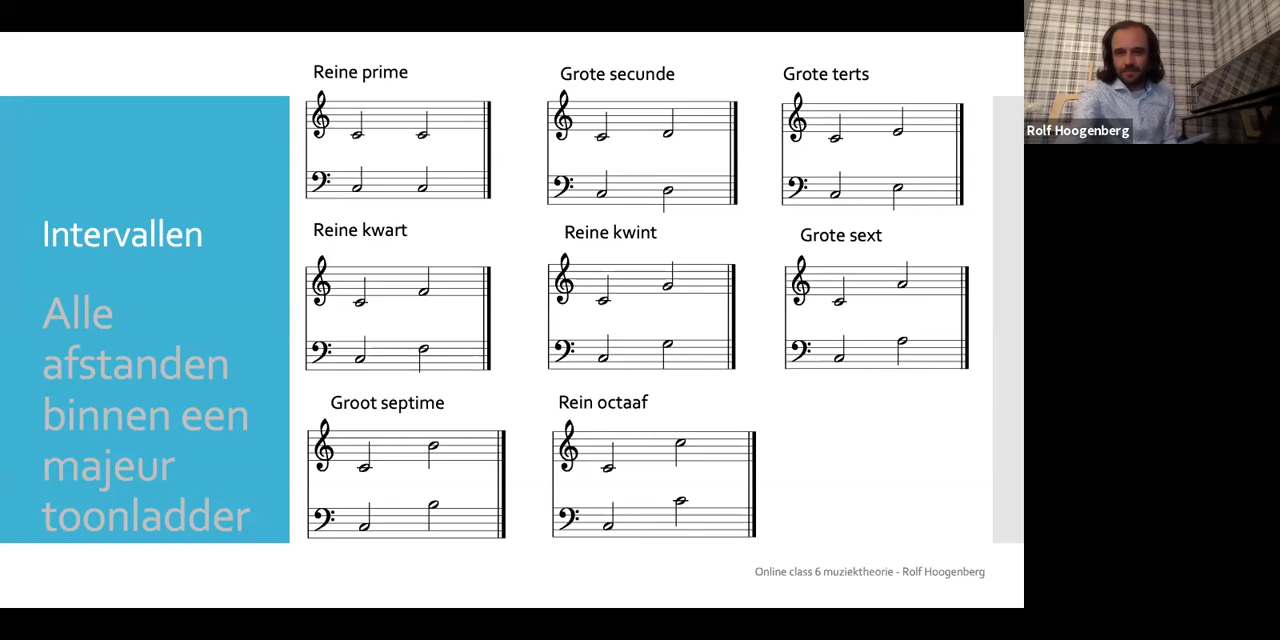 Reine prime
Grote secunde
Grote terts
Rolf Hoogenberg
Intervallen
Reine kwart
Reine kwint
Grote sext
Alle
afstanden
binnen een
majeur
toonladder
Groot septime
Rein octaaf
Online class 6 muziektheorie - Rolf Hoogenberg